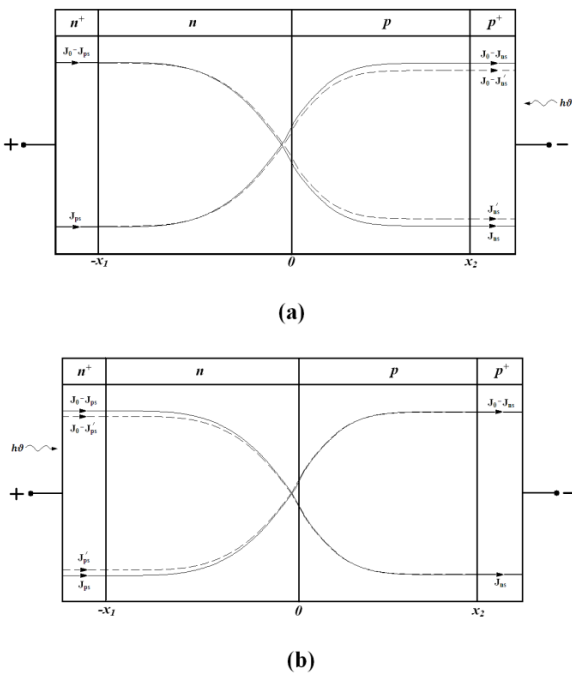 n+ n p p+
J0-Jps J0-Jns
J0-Jns'
hϑ
+ −
Jns'
Jps Jns
-x1 0 x2
(a)
n+ n p p+
J0-Jps J0-Jns
J0-Jps'
hϑ
+ −
Jps'
Jps Jns
-x1 0 x2
(b)